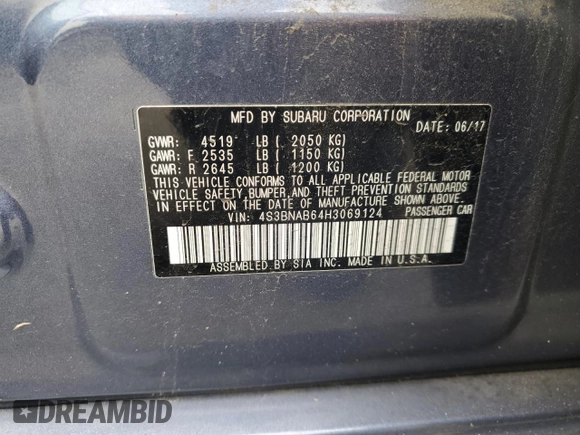 MFD BY SUBARU CORPORATION
DATE: 06/17
GVWR: 4519 LB ( 2050 KG)
GAWR: F 2535 LB ( 1150 KG)
GAWR: R 2645 LB ( 1200 KG)
THIS VEHICLE CONFORMS TO ALL APPLICABLE FEDERAL MOTOR
VEHICLE SAFETY, BUMPER, AND THEFT PREVENTION STANDARDS
IN EFFECT ON THE DATE OF MANUFACTURE SHOWN ABOVE.
VIN: 4S3BNAB64H3069124 PASSENGER CAR
ASSEMBLED BY SIA INC. MADE IN U.S.A.
DREAMBID